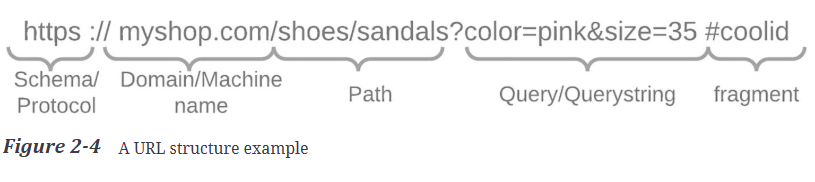 https :// myshop.com/shoes/sandals?color=pink&size=35 #coolid
Schema/ Domain/Machine
Protocol name Path Query/Querystring fragment
Figure 2-4 A URL structure example